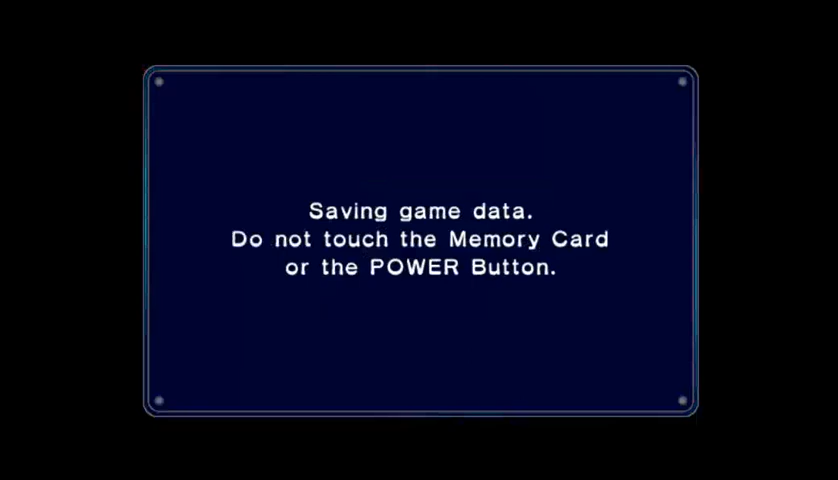 Saving game data.
Do not touch the Memory Card
or the POWER Button.